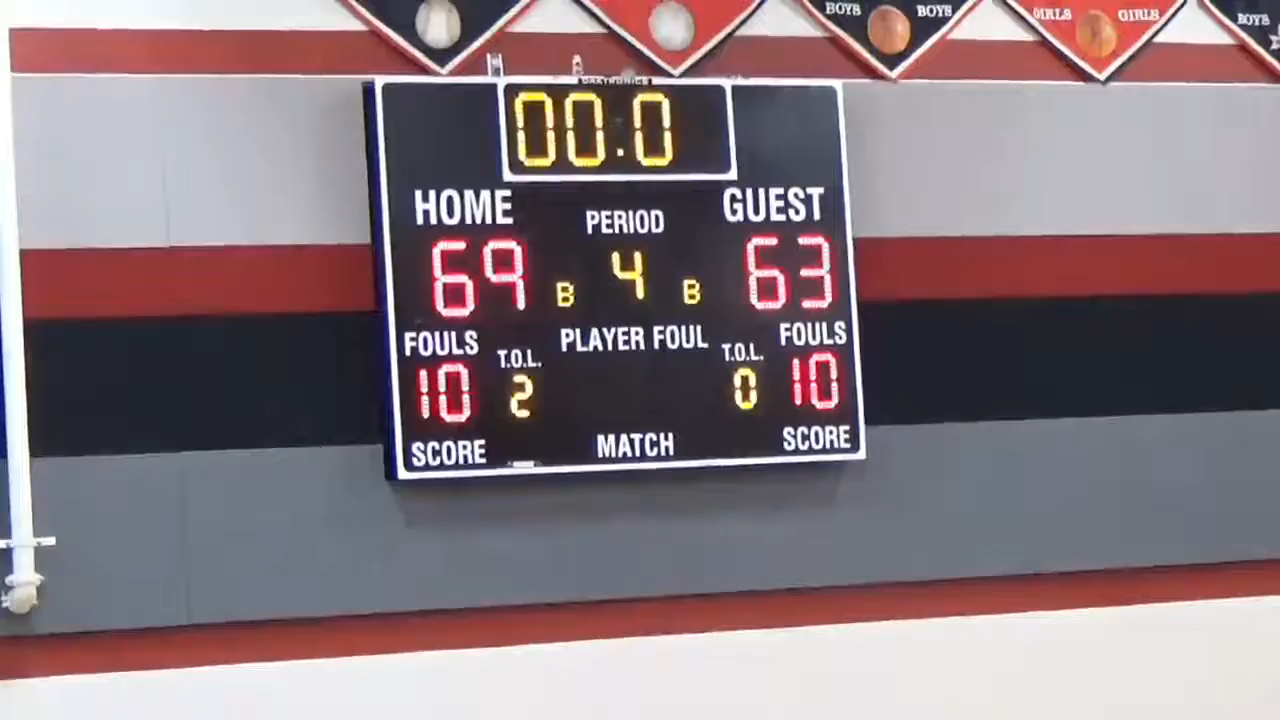 BOYS BOYS
GIRLS GIRLS
BOYS
DAKTRONICS
00.0
HOME PERIOD GUEST
69 B 4 B 63
FOULS T.O.L. PLAYER FOUL T.O.L. FOULS
10 2 0 10
SCORE MATCH SCORE